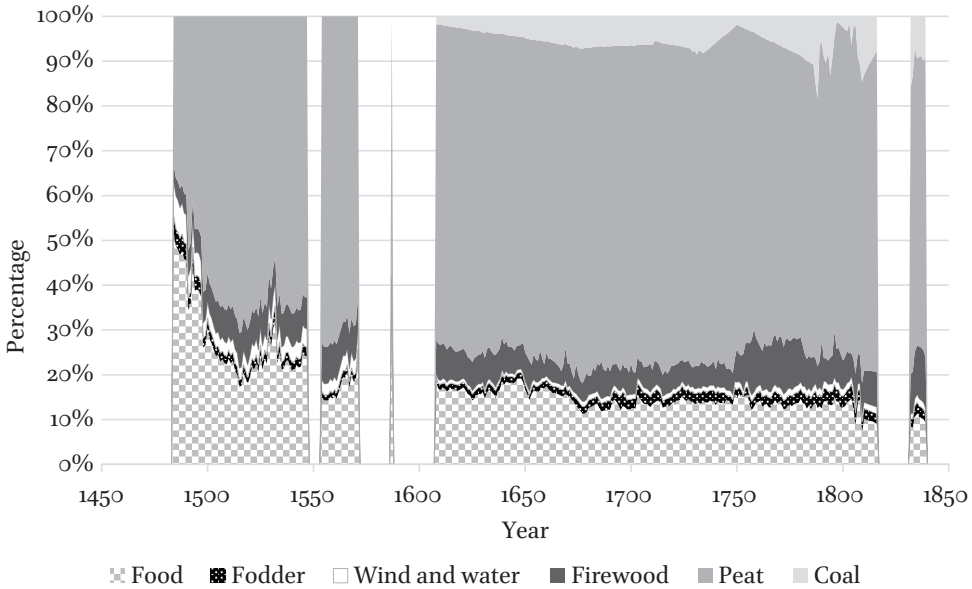 100%
90%
80%
70%
60%
50%
40%
30%
20%
10%
0%
Percentage
1450 1500 1550 1600 1650 1700 1750 1800 1850
Year
Food Fodder Wind and water Firewood Peat Coal